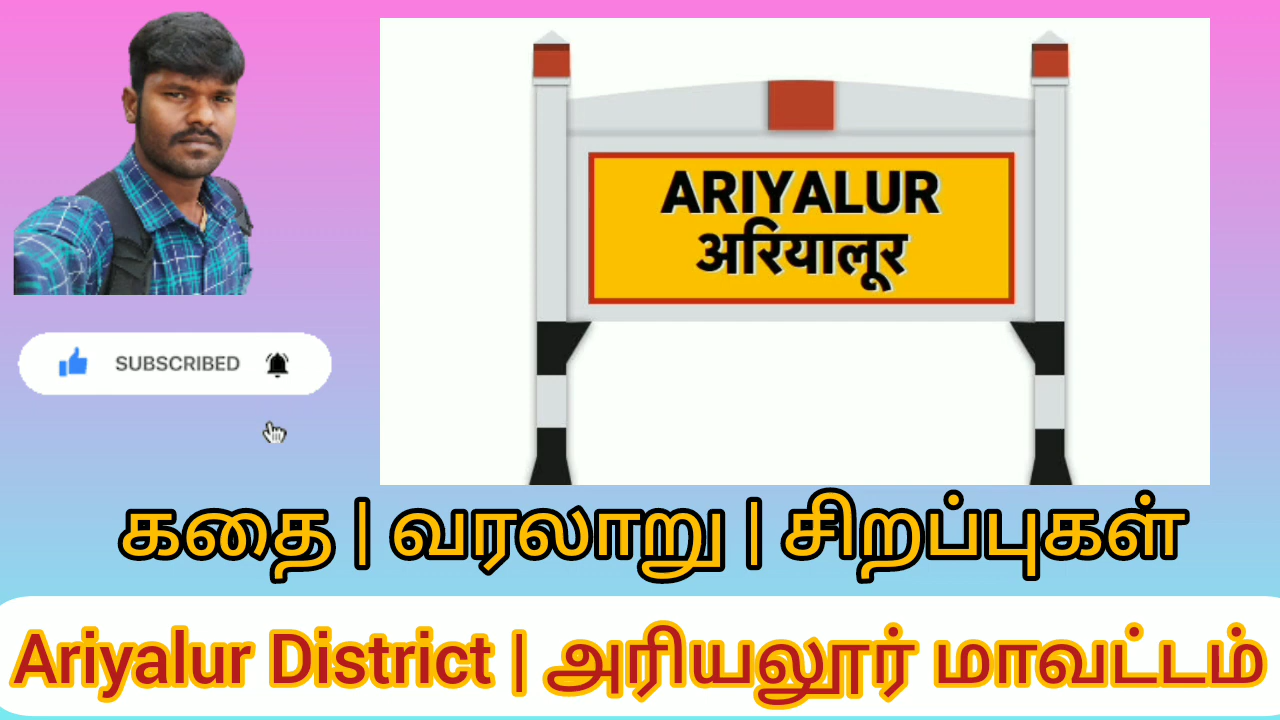 ARIYALUR
अरियालूर
SUBSCRIBED
கதை | வரலாறு | சிறப்புகள்
Ariyalur District | அரியலூர் மாவட்டம்